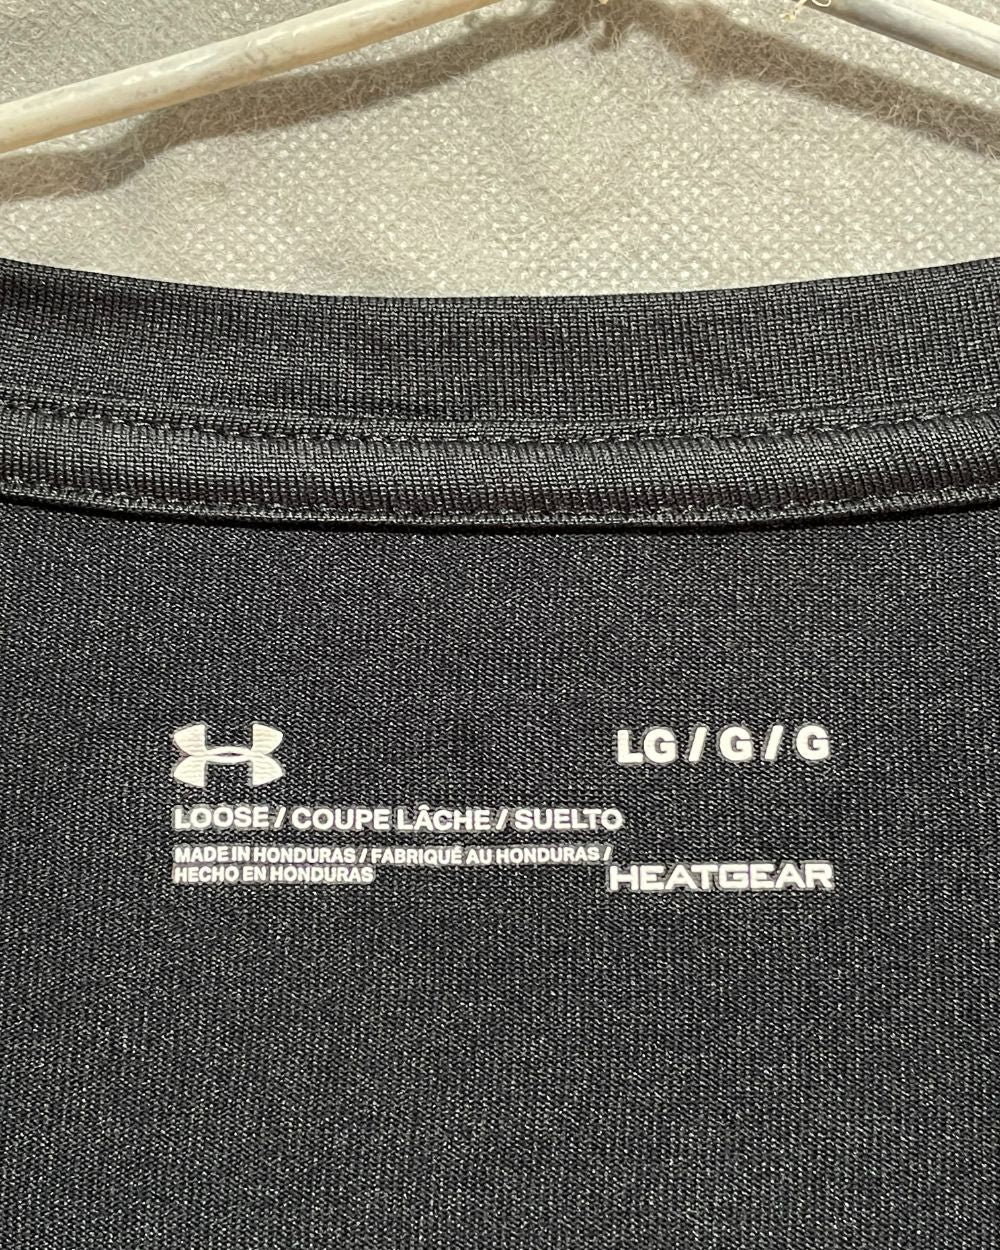 LG / G / G
LOOSE / COUPE LÂCHE / SUELTO
MADE IN HONDURAS / FABRIQUÉ AU HONDURAS /
HECHO EN HONDURAS
HEATGEAR